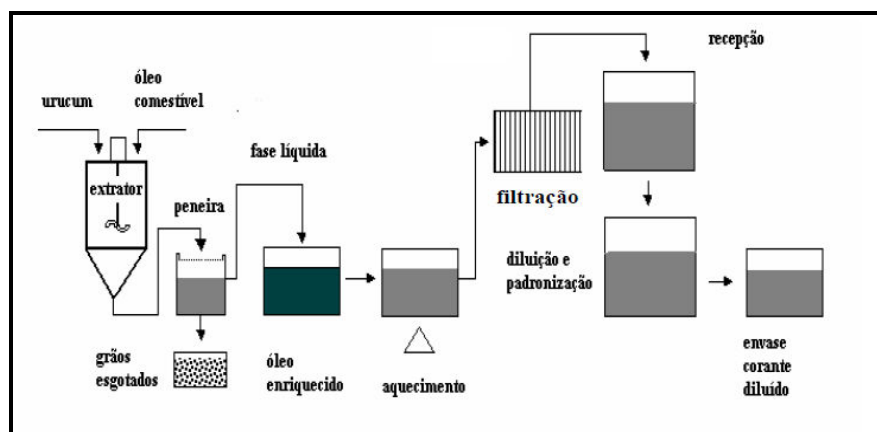 urucum
óleo
comestível
extrator
peneira
grãos
esgotados
fase líquida
óleo
enriquecido
aquecimento
filtração
recepção
diluição e
padronização
envase
corante
diluído